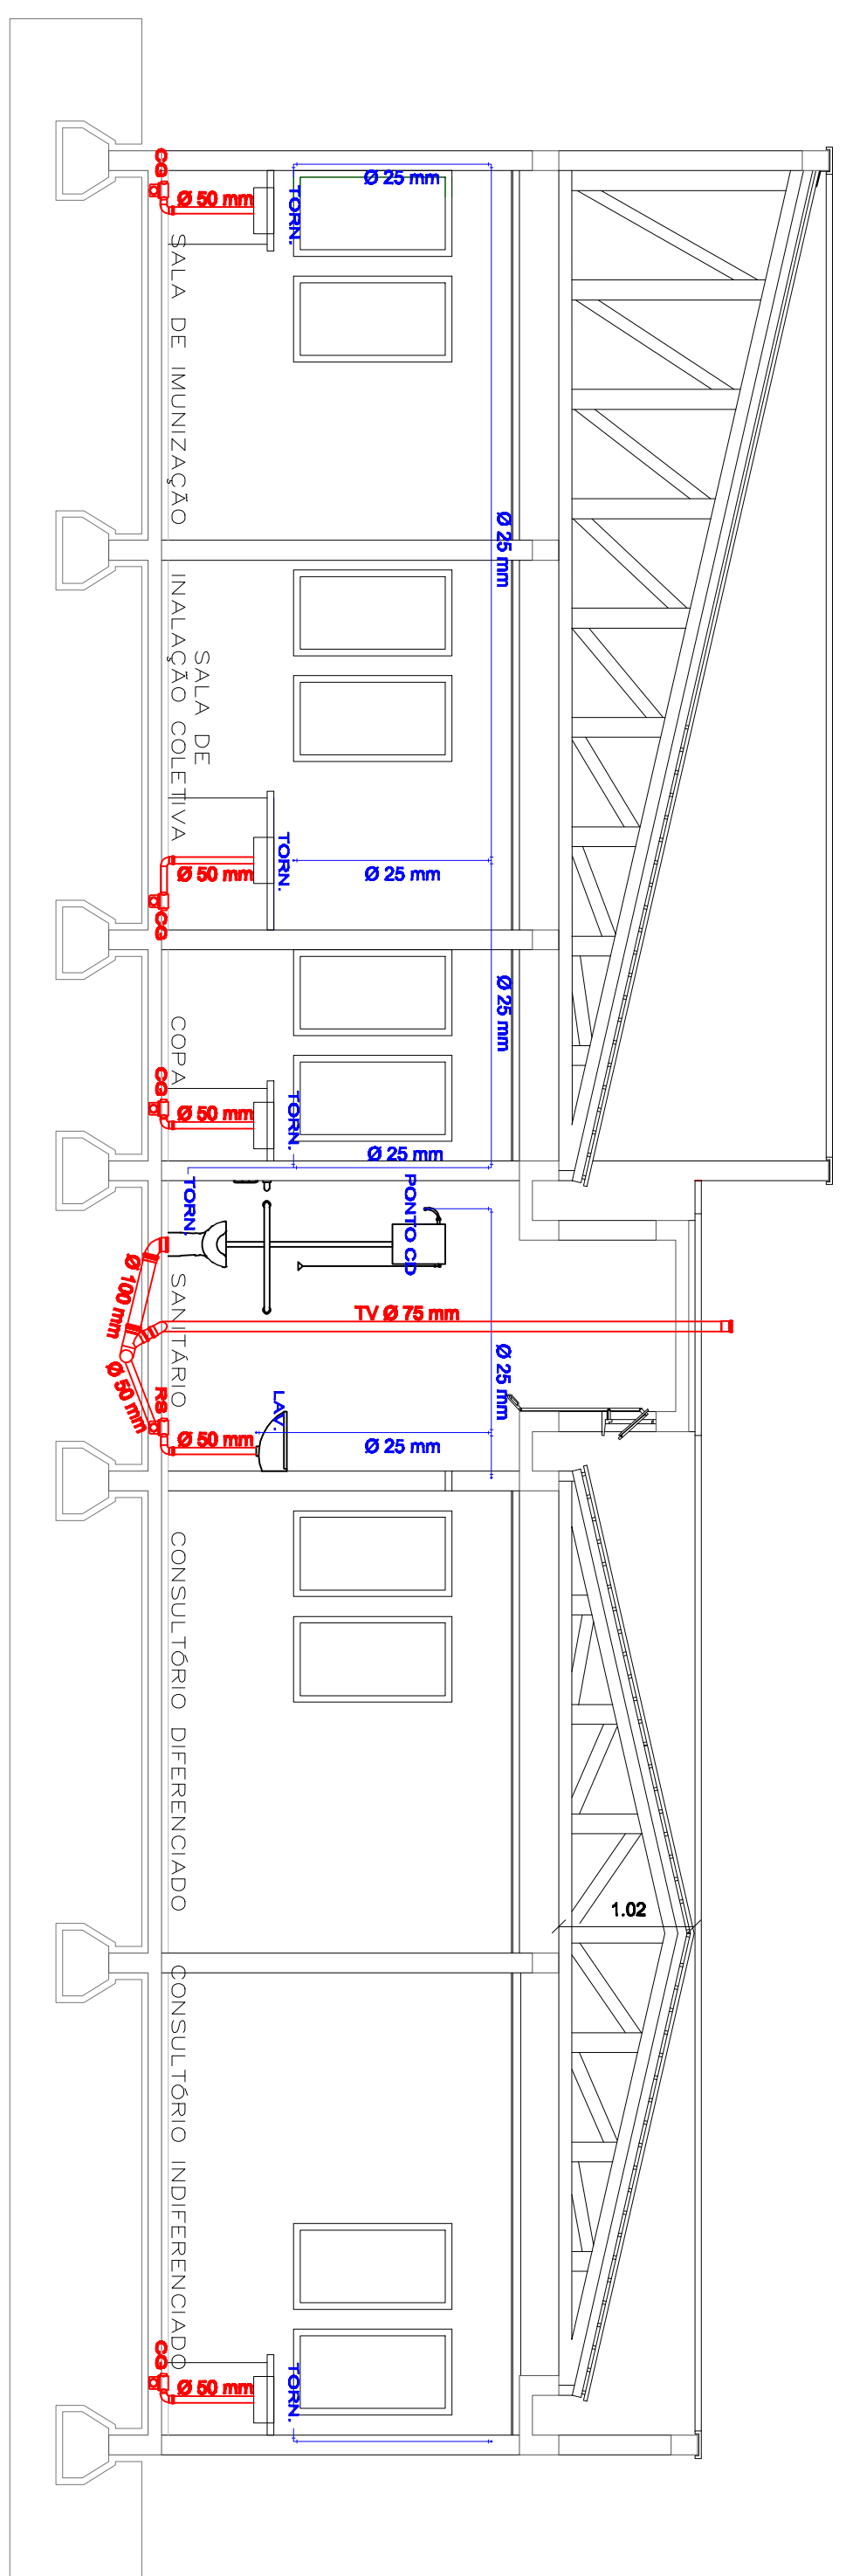 CG
Ø 50 mm
TORN.
Ø 25 mm
SALA DE IMUNIZAÇÃO
Ø 25 mm
SALA DE
INALAÇÃO COLETIVA
TORN.
Ø 50 mm
Ø 25 mm
CG
Ø 25 mm
COPA
CG
Ø 50 mm
TORN.
Ø 25 mm
TORN.
PONTO CD
Ø 100 mm
SANITÁRIO
TV Ø 75 mm
Ø 50 mm
RS
Ø 50 mm
LAV.
Ø 25 mm
Ø 25 mm
CONSULTÓRIO DIFERENCIADO
1.02
CONSULTÓRIO INDIFERENCIADO
CG
Ø 50 mm
TORN.